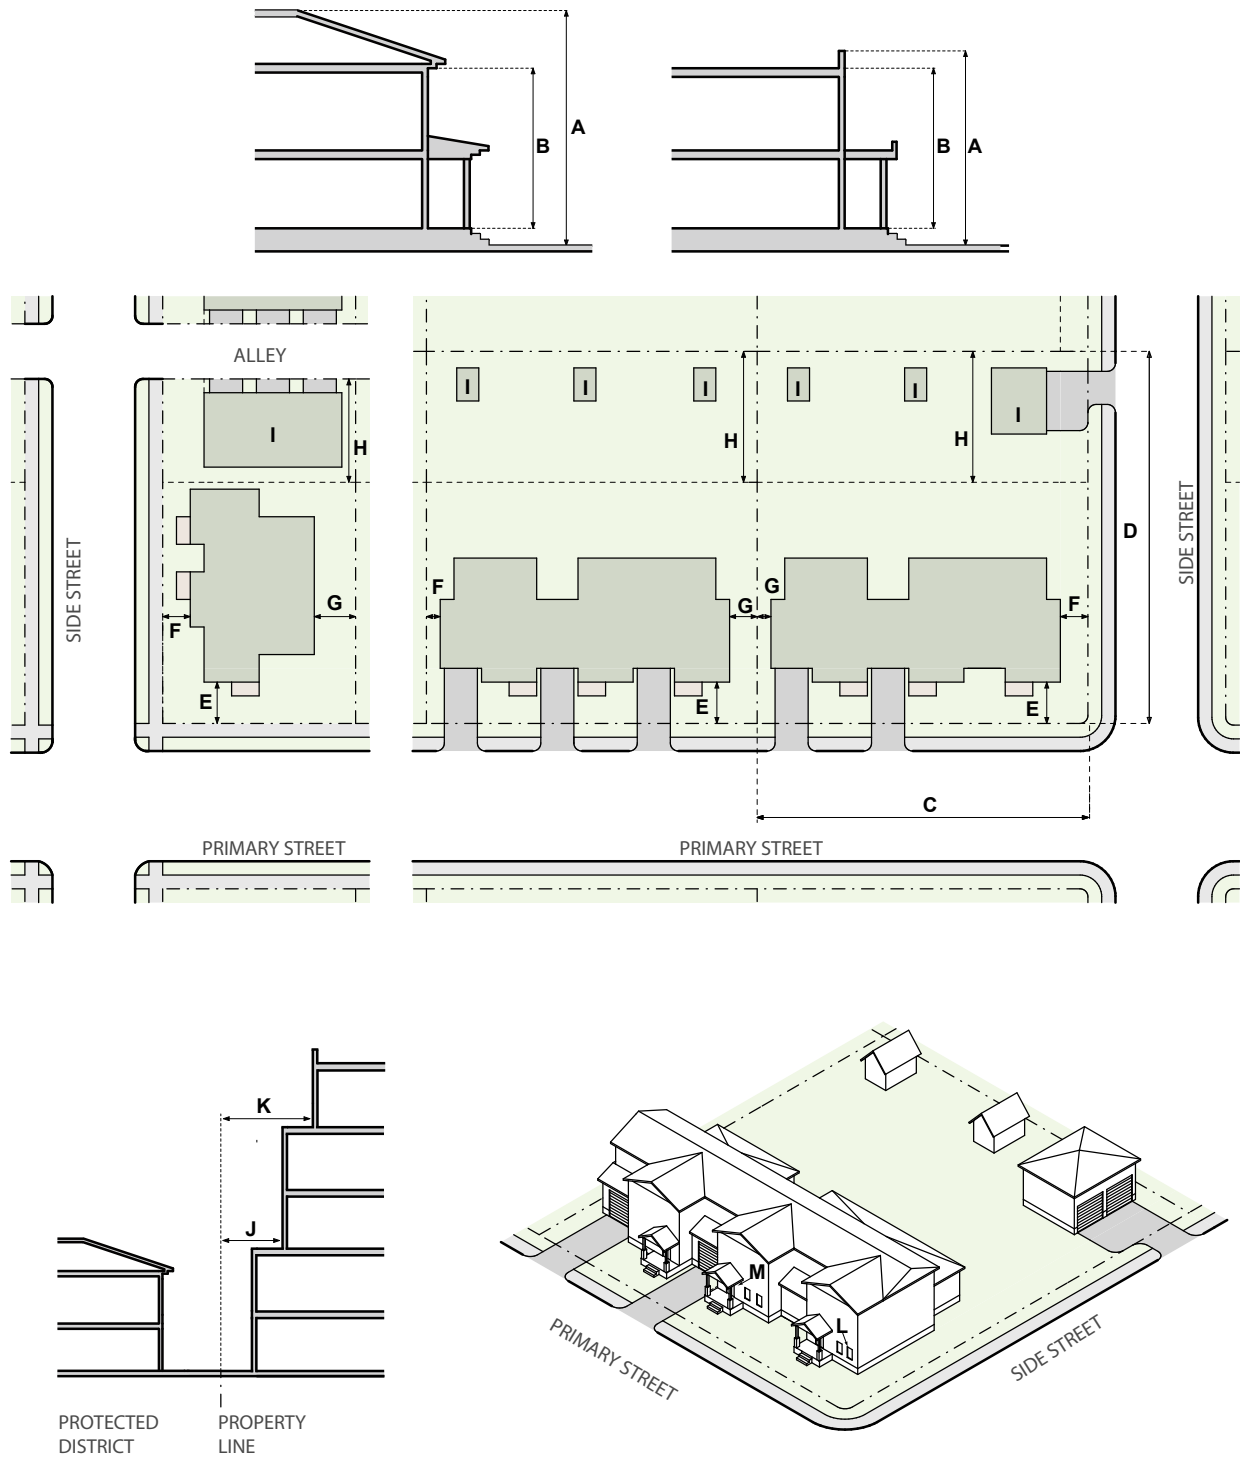 A
B
B
A
ALLEY
I
I
I
I
I
I
I
H
H
H
SIDE STREET
D
SIDE STREET
F
G
F
G
G
F
E
E
E
C
PRIMARY STREET
PRIMARY STREET
K
J
M
L
PRIMARY STREET
SIDE STREET
PROTECTED
DISTRICT
PROPERTY
LINE